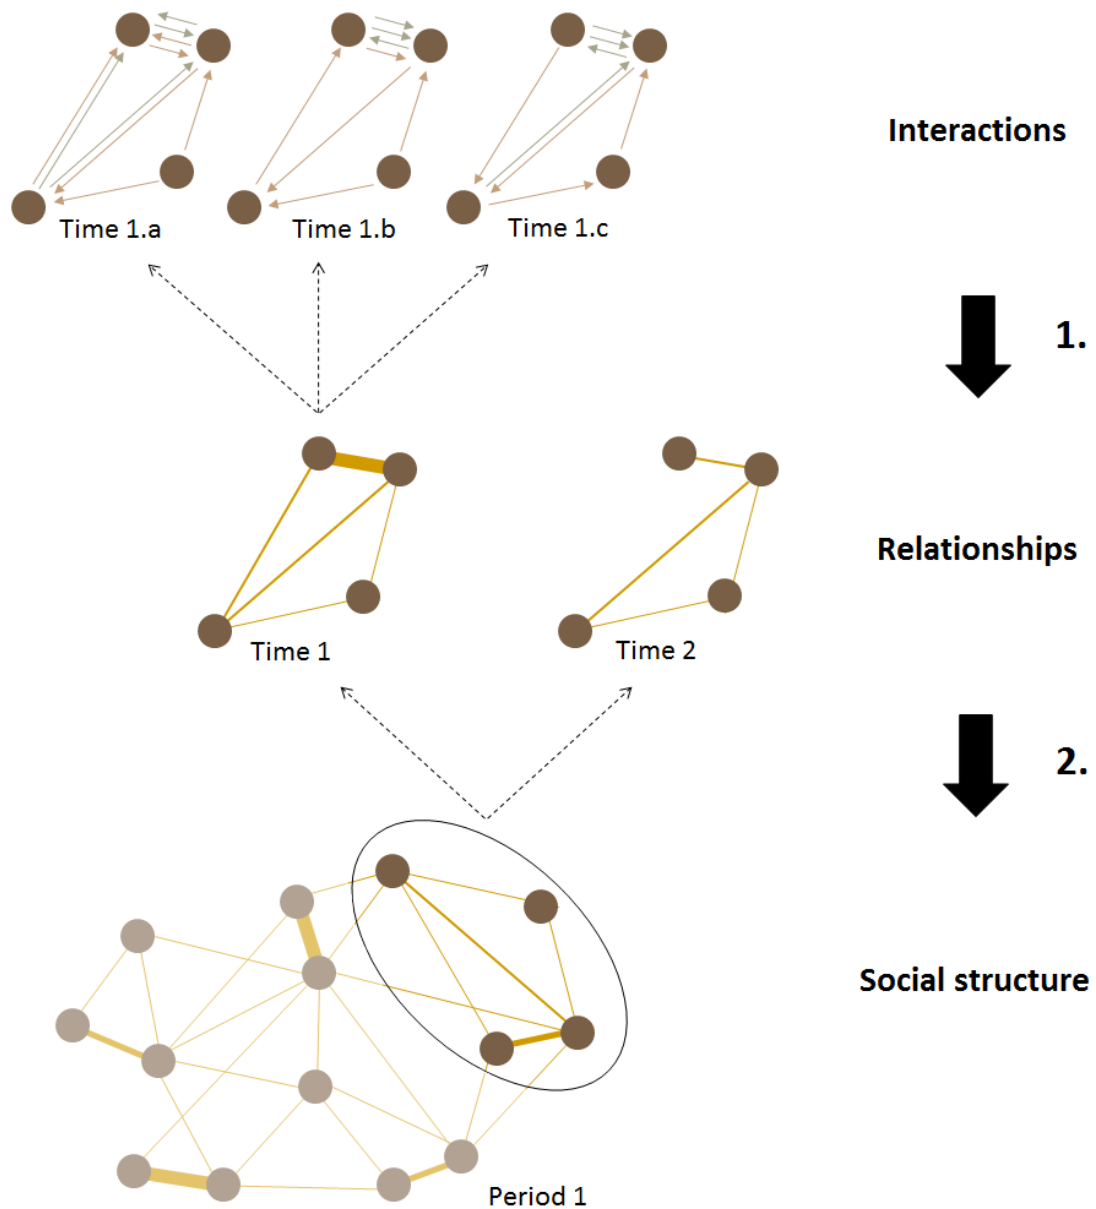 Interactions
Time 1.a
Time 1.b
Time 1.c
1.
Relationships
Time 1
Time 2
2.
Social structure
Period 1